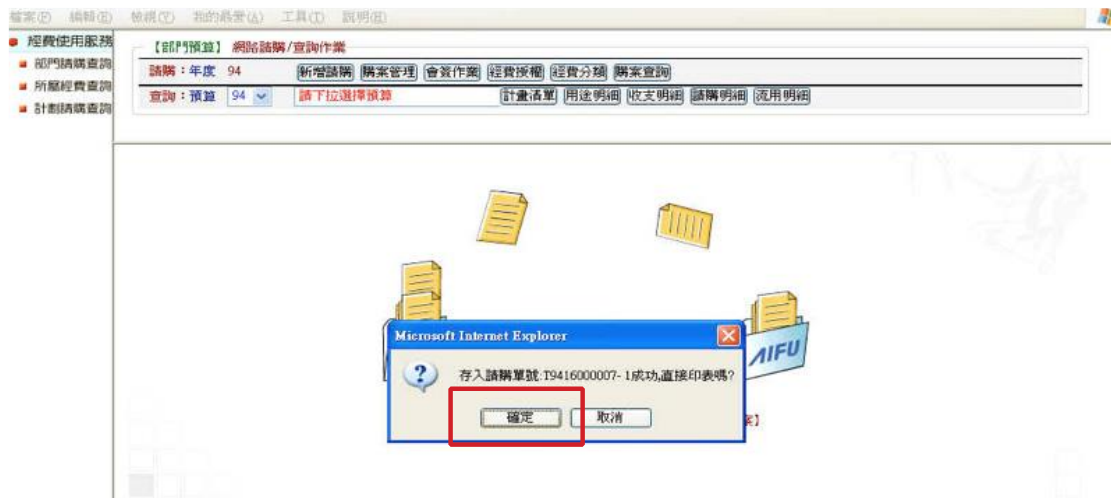 檔案(F) 編輯(E) 檢視(V) 我的最愛(A) 工具(T) 說明(H)
經費使用服務
部門請購查詢
所屬經費查詢
計劃請購查詢
【部門預算】 網路請購/查詢作業
請購：年度 94 新增請購 購案管理 會簽作業 經費授權 經費分類 購案查詢
查詢：預算 94 請下拉選擇預算 計畫清單 用途明細 收支明細 請購明細 流用明細
AIFU
Microsoft Internet Explorer
存入請購單號:T9416000007- 1成功,直接印表嗎?
確定 取消
案】